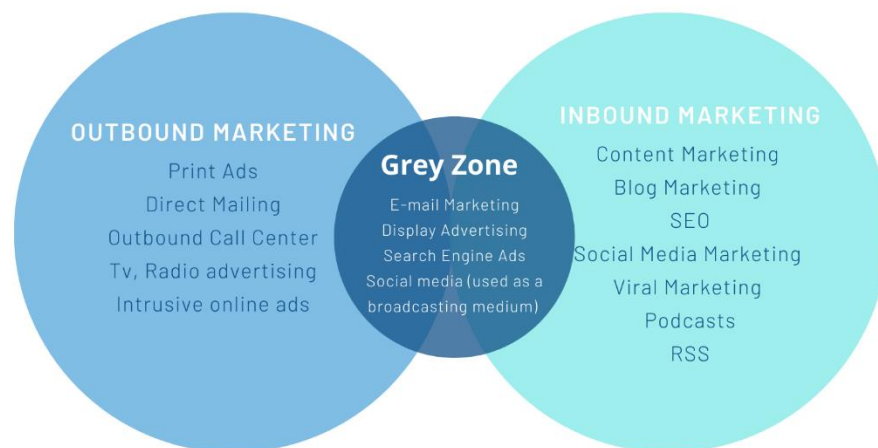 OUTBOUND MARKETING
Print Ads
Direct Mailing
Outbound Call Center
Tv, Radio advertising
Intrusive online ads
Grey Zone
E-mail Marketing
Display Advertising
Search Engine Ads
Social media (used as a
broadcasting medium)
INBOUND MARKETING
Content Marketing
Blog Marketing
SEO
Social Media Marketing
Viral Marketing
Podcasts
RSS